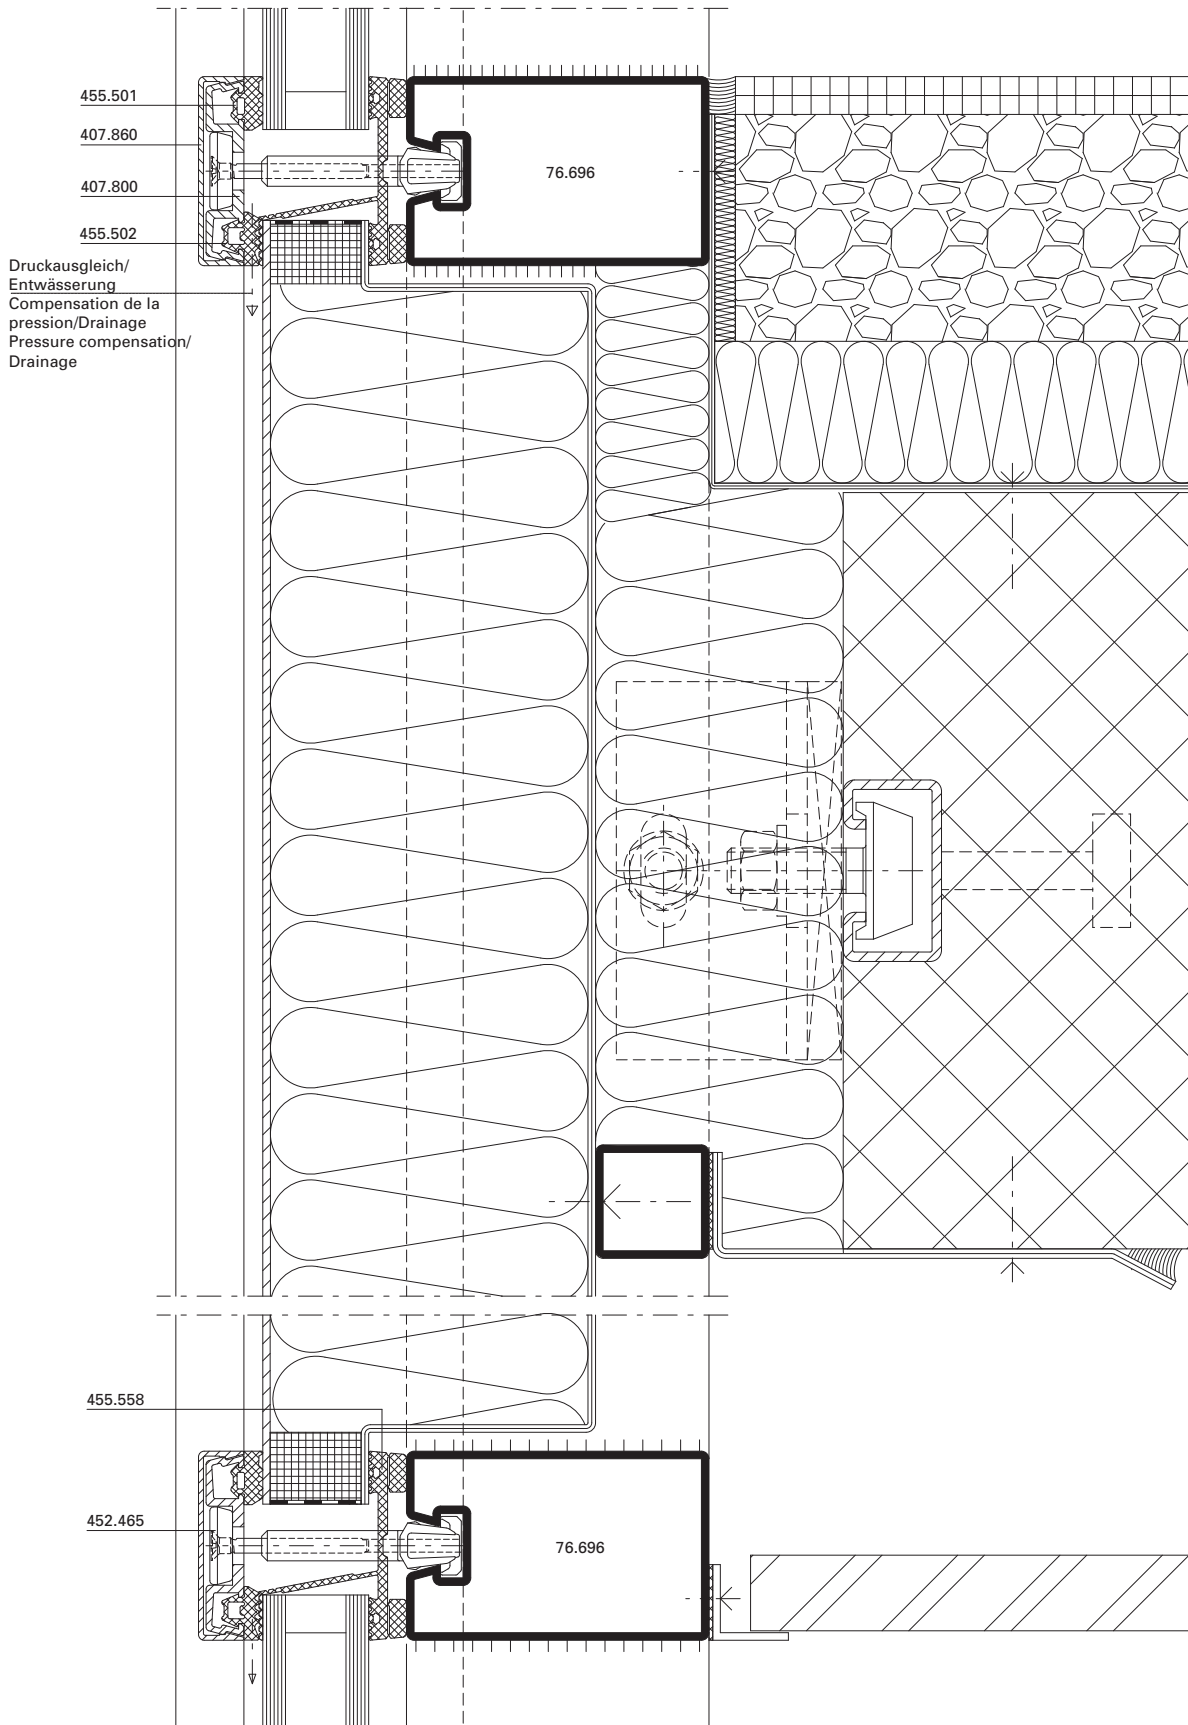 455.501
407.860
76.696
407.800
455.502
Druckausgleich/
Entwässerung
Compensation de la
pression/Drainage
Pressure compensation/
Drainage
455.558
452.465
76.696